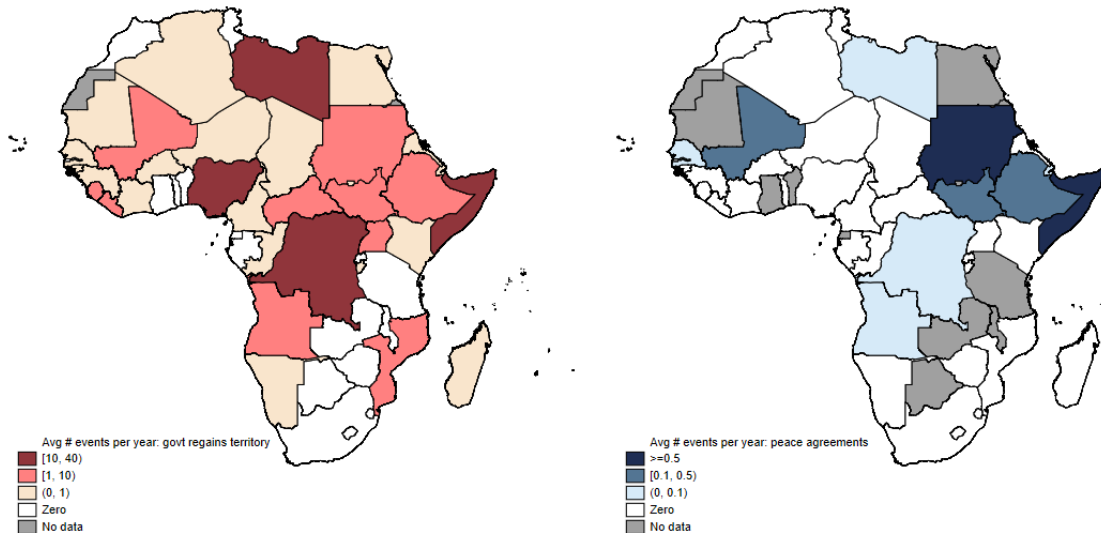 Avg # events per year: govt regains territory
[10, 40)
[1, 10)
(0, 1)
Zero
No data
Avg # events per year: peace agreements
>=0.5
[0.1, 0.5)
(0, 0.1)
Zero
No data